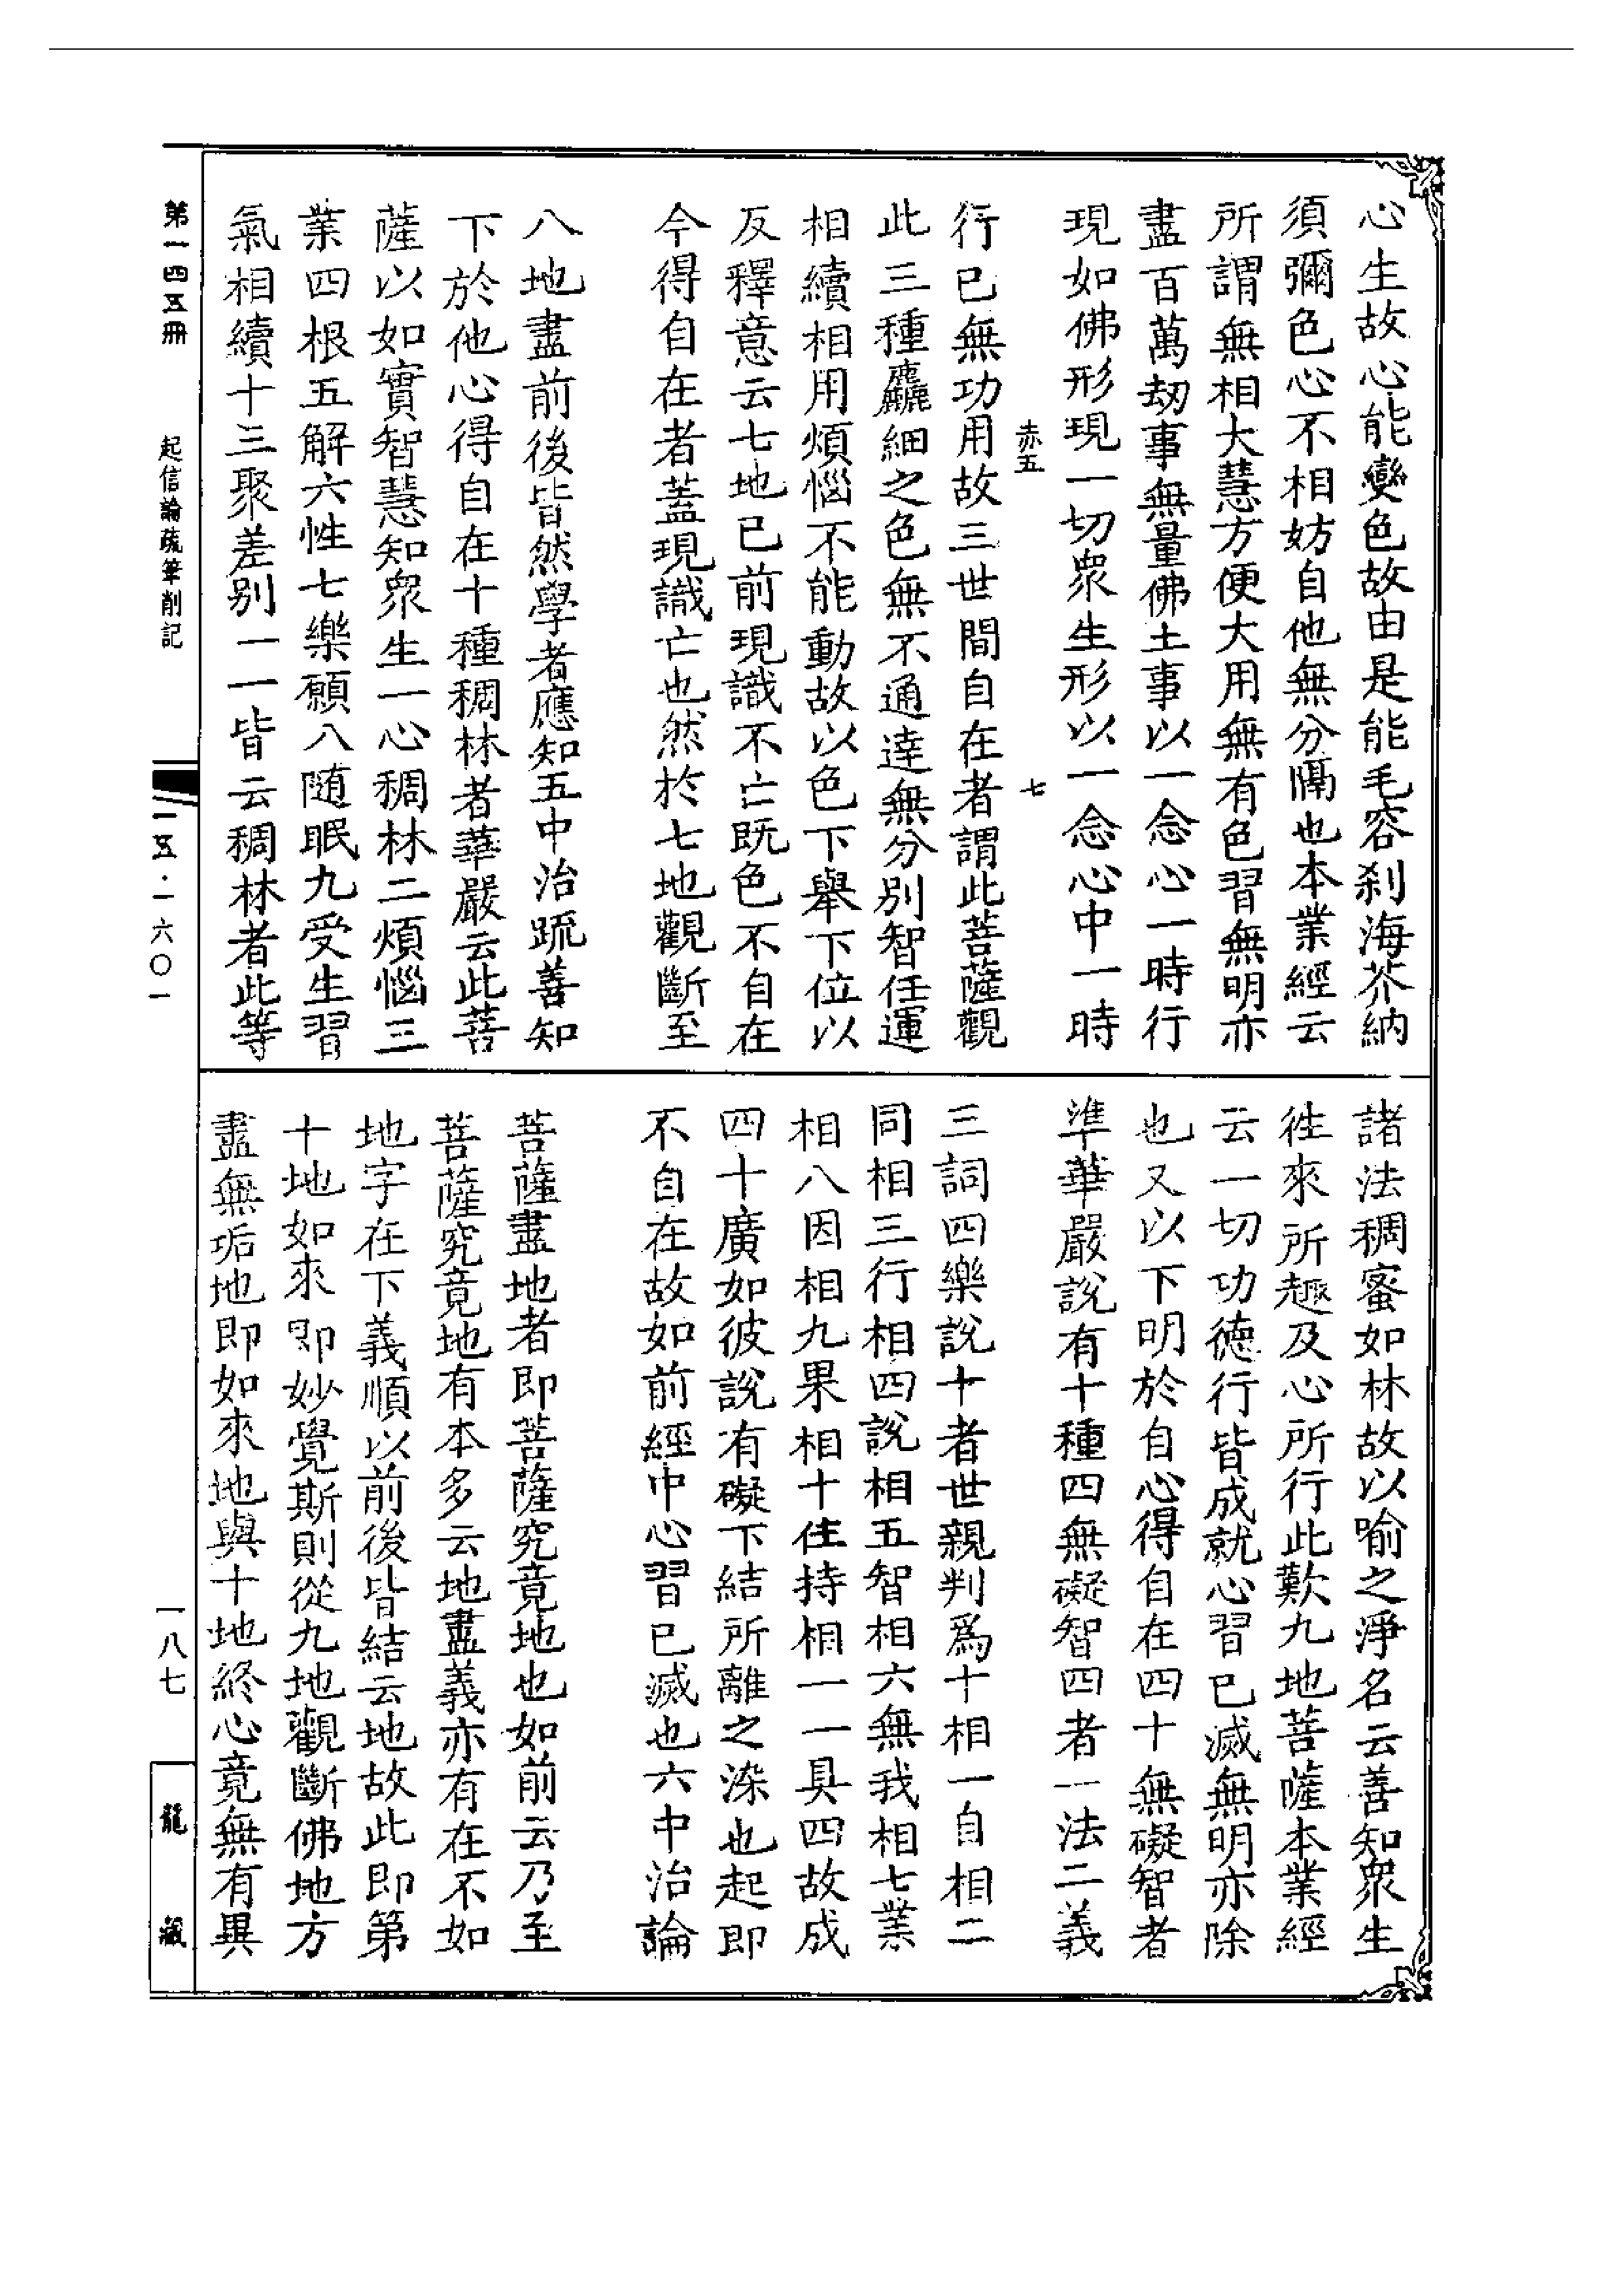 心生故心能變色故由是能毛容刹海芥納
須彌色心不相妨自他無分隔也本業經云
所謂無相大慧方便大用無有色習無明亦
盡百萬劫事無量佛土事以一念心一時行
現如佛形現一切衆生形以一念心中一時
赤五 七
行已無功用故三世間自在者謂此菩薩觀
此三種麤細之色無不通達無分別智任運
相續相用煩惱不能動故以色下舉下位以
反釋意云七地已前現識不亡既色不自在
今得自在者蓋現識亡也然於七地觀斷至
八地盡前後皆然學者應知五中治疏善知
下於他心得自在十種稠林者華嚴云此菩
薩以如實智慧知衆生一心稠林二煩惱三
業四根五解六性七樂願八随眠九受生習
氣相續十三聚差别一一皆云稠林者此等
諸法稠蜜如林故以喻之淨名云善知衆生
徃來所趣及心所行此歎九地菩薩本業經
云一切功德行皆成就心習已滅無明亦除
也又以下明於自心得自在四十無礙智者
準華嚴説有十種四無礙智四者一法二義
三詞四樂説十者世親判爲十相一自相二
同相三行相四説相五智相六無我相七業
相八因相九果相十住持相一一具四故成
四十廣如彼説有礙下結所離之染也起即
不自在故如前經中心習已滅也六中治論
菩薩盡地者即菩薩究竟地也如前云乃至
菩薩究竟地有本多云地盡義亦有在不如
地字在下義順以前後皆結云地故此即第
十地如來即妙覺斯則從九地觀斷佛地方
盡無垢地即如來地與十地終心竟無有異
第一四五冊 起信論疏筆削記 一五·一六〇一 一八七 龍藏